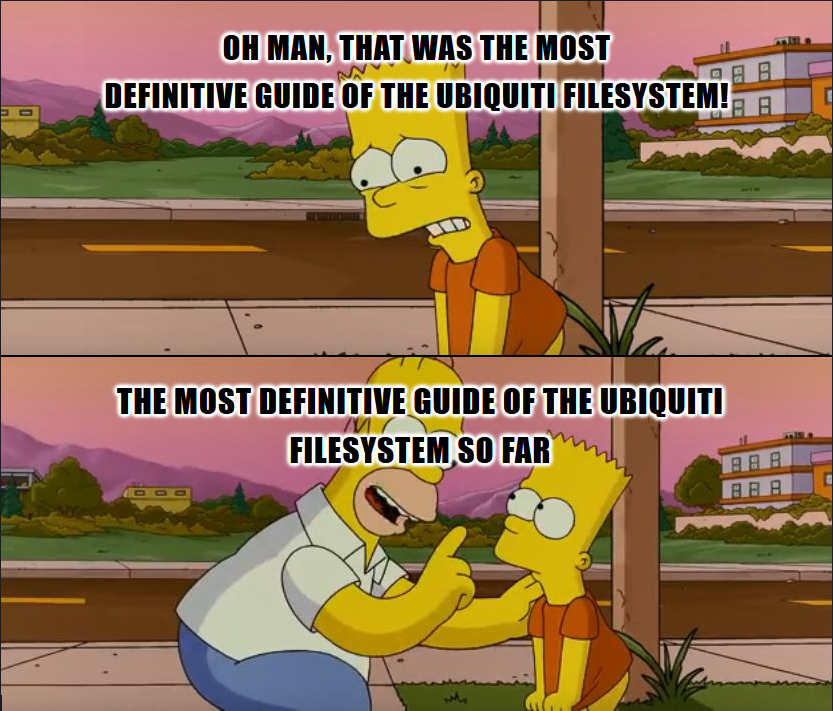 OH MAN, THAT WAS THE MOST
DEFINITIVE GUIDE OF THE UBIQUITI FILESYSTEM!
THE MOST DEFINITIVE GUIDE OF THE UBIQUITI
FILESYSTEM SO FAR